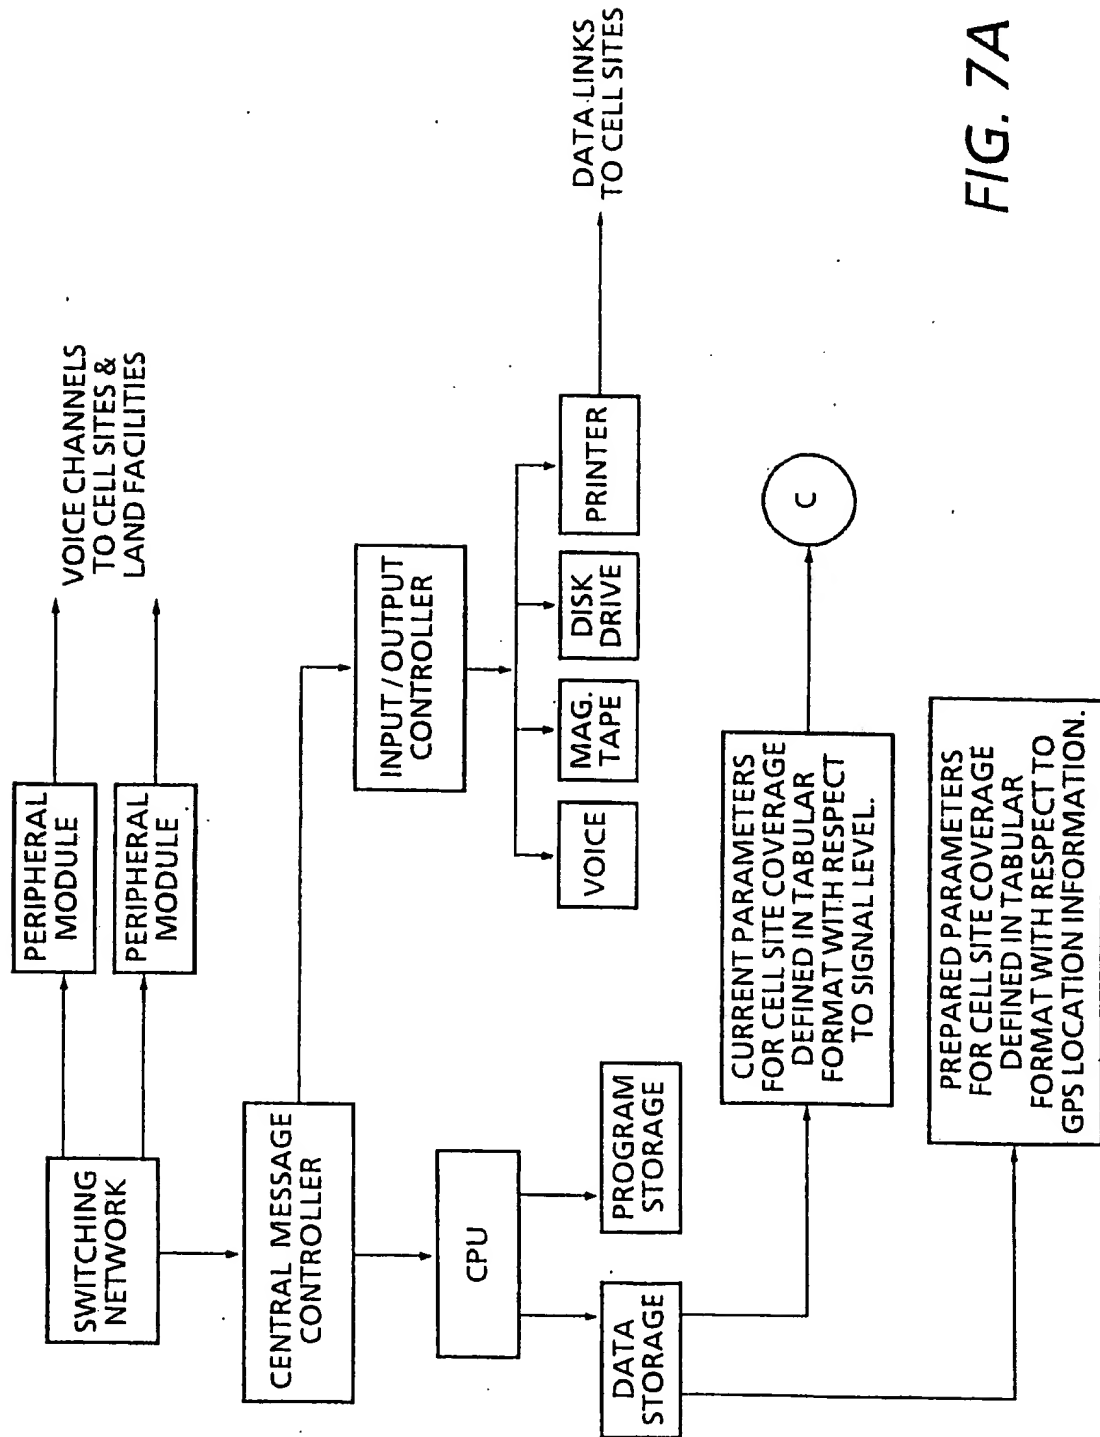 SWITCHING
NETWORK
PERIPHERAL
MODULE
PERIPHERAL
MODULE
VOICE CHANNELS
TO CELL SITES &
LAND FACILITIES
CENTRAL MESSAGE
CONTROLLER
INPUT / OUTPUT
CONTROLLER
CPU
VOICE
MAG.
TAPE
DISK
DRIVE
PRINTER
DATA LINKS
TO CELL SITES
DATA
STORAGE
PROGRAM
STORAGE
CURRENT PARAMETERS
FOR CELL SITE COVERAGE
DEFINED IN TABULAR
FORMAT WITH RESPECT
TO SIGNAL LEVEL.
C
PREPARED PARAMETERS
FOR CELL SITE COVERAGE
DEFINED IN TABULAR
FORMAT WITH RESPECT TO
GPS LOCATION INFORMATION.
FIG. 7A